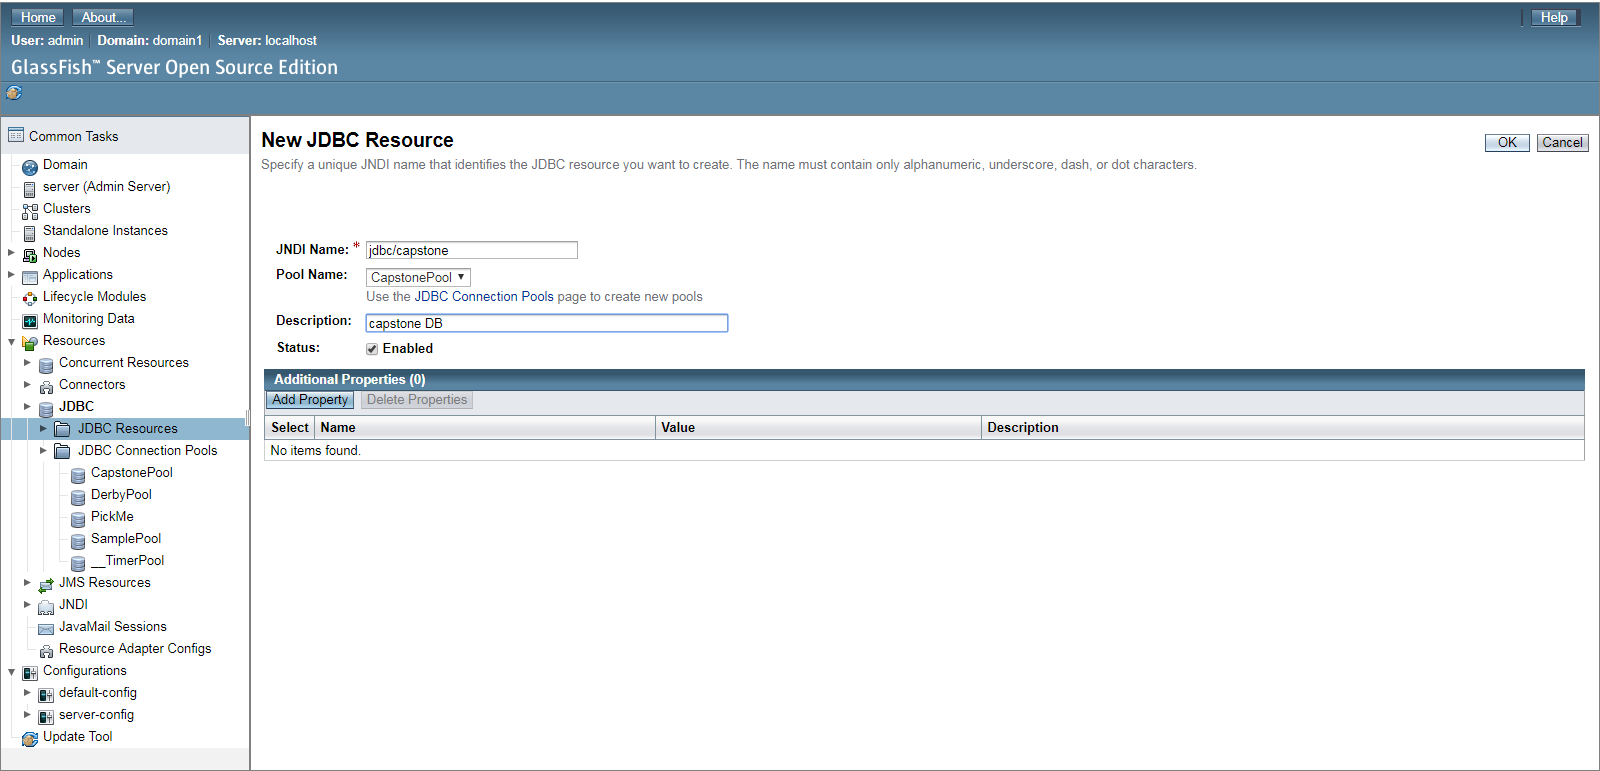 Home About... Help
User: admin Domain: domain1 Server: localhost
GlassFish™ Server Open Source Edition
Common Tasks
Domain
server (Admin Server)
Clusters
Standalone Instances
Nodes
Applications
Lifecycle Modules
Monitoring Data
Resources
Concurrent Resources
Connectors
JDBC
JDBC Resources
JDBC Connection Pools
CapstonePool
DerbyPool
PickMe
SamplePool
__TimerPool
JMS Resources
JNDI
JavaMail Sessions
Resource Adapter Configs
Configurations
default-config
server-config
Update Tool
New JDBC Resource
OK Cancel
Specify a unique JNDI name that identifies the JDBC resource you want to create. The name must contain only alphanumeric, underscore, dash, or dot characters.
JNDI Name: * jdbc/capstone
Pool Name: CapstonePool
Use the JDBC Connection Pools page to create new pools
Description: capstone DB
Status: Enabled
Additional Properties (0)
Add Property Delete Properties
Select Name Value Description
No items found.